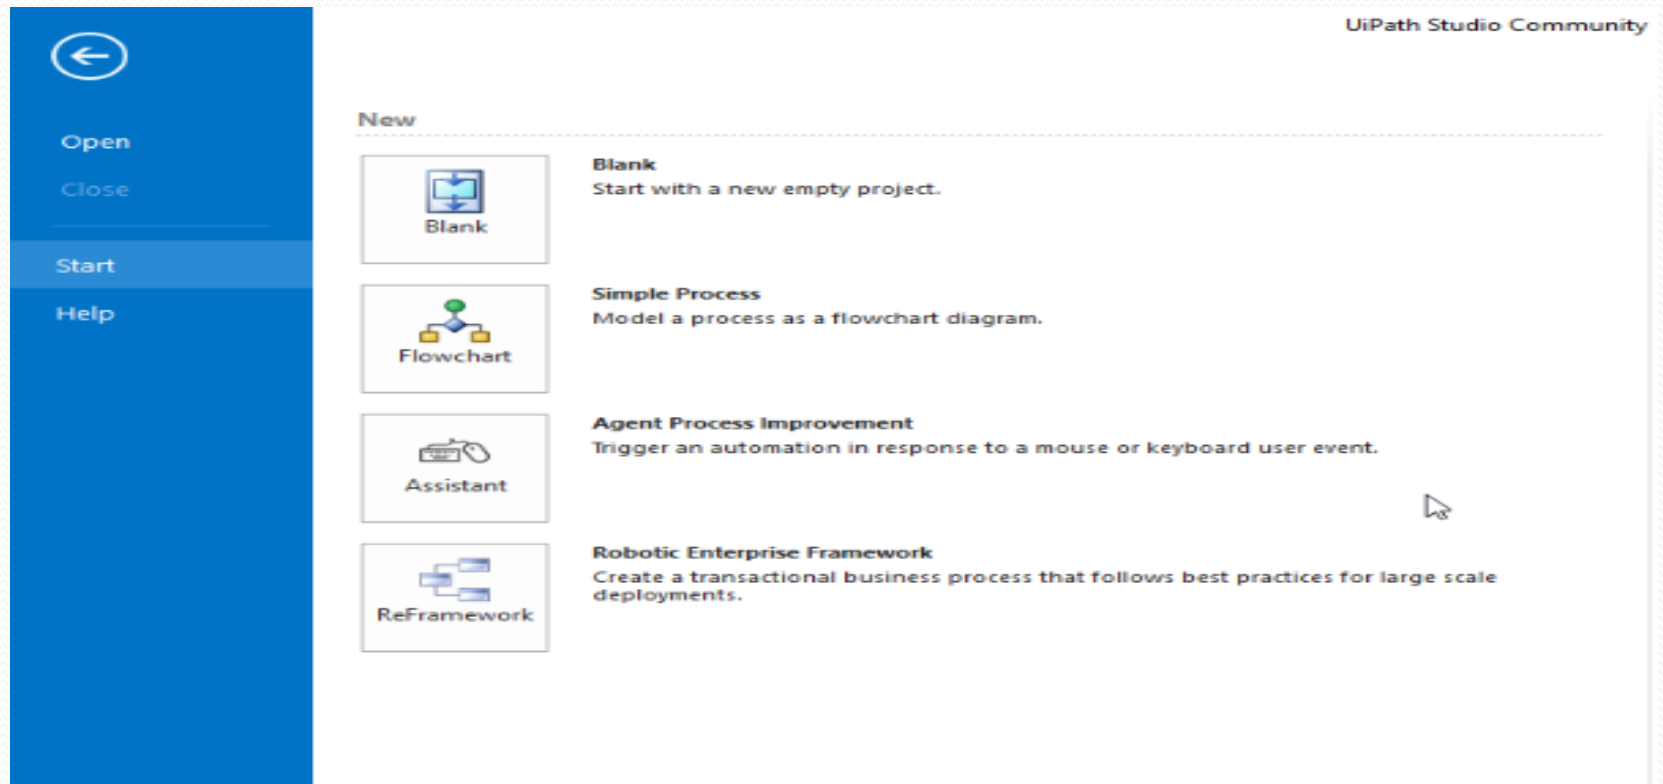 UiPath Studio Community
Open
Close
Start
Help
New
Blank
Blank
Start with a new empty project.
Flowchart
Simple Process
Model a process as a flowchart diagram.
Assistant
Agent Process Improvement
Trigger an automation in response to a mouse or keyboard user event.
ReFramework
Robotic Enterprise Framework
Create a transactional business process that follows best practices for large scale
deployments.